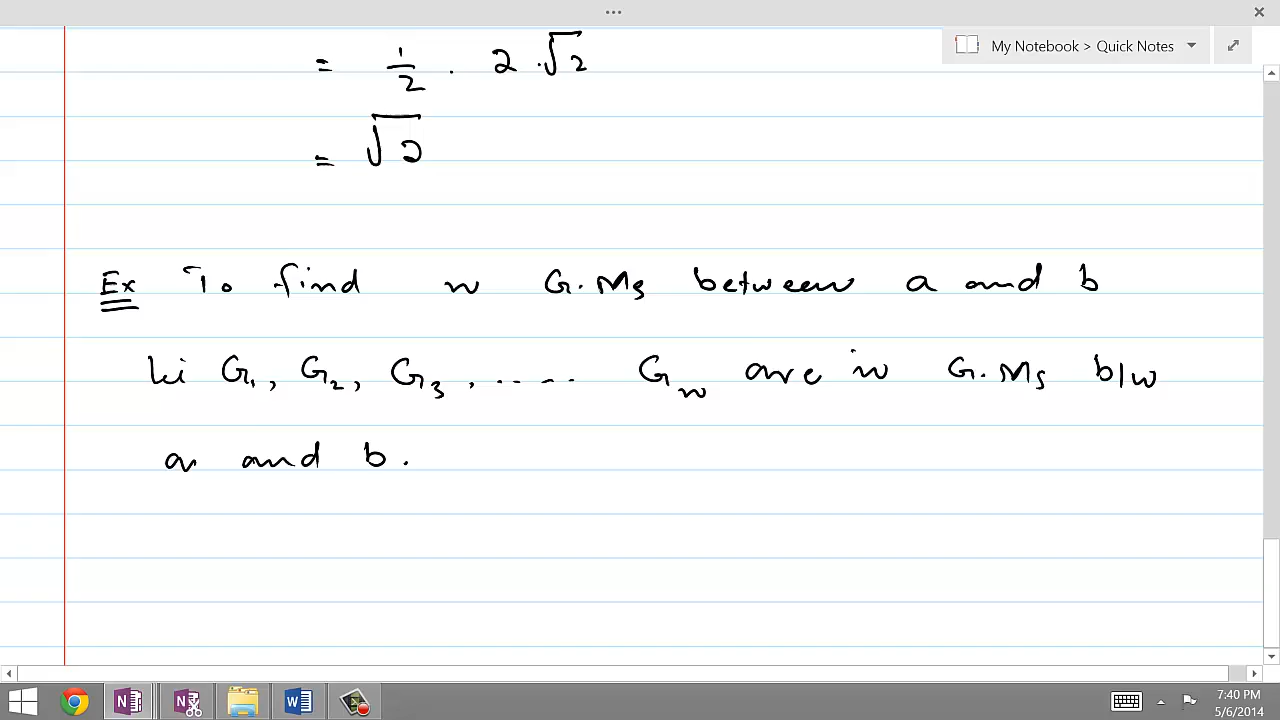 ...
My Notebook > Quick Notes
= 1/2 . 2 .√2
= √2
Ex To find n G.Ms between a and b
G1, G2, G3, ..... Gn are n G.Ms b/w
a and b.
7:40 PM
5/6/2014